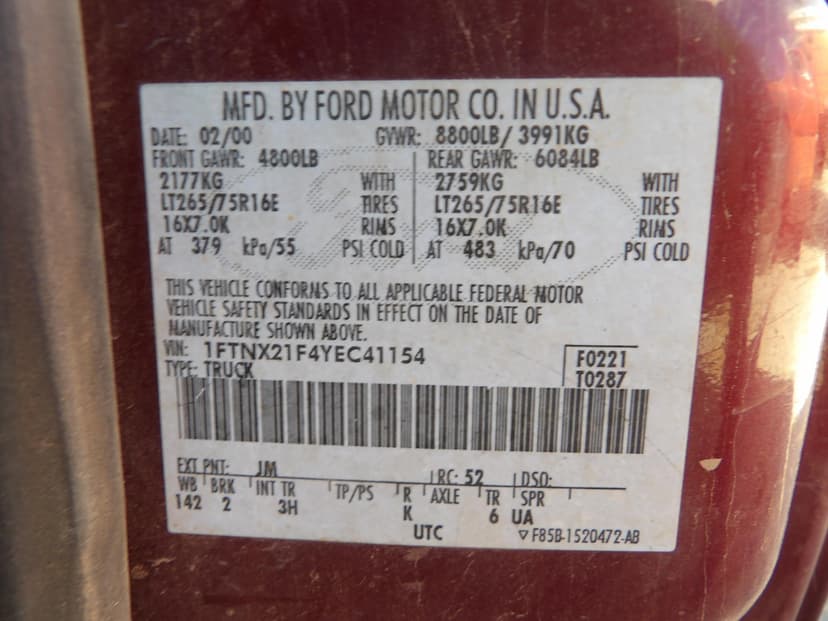 MFD. BY FORD MOTOR CO. IN U.S.A.
DATE: 02/00 GVWR: 8800LB/ 3991KG
FRONT GAWR: 4800LB REAR GAWR: 6084LB
2177KG WITH 2759KG WITH
LT265/75R16E TIRES LT265/75R16E TIRES
16X7.0K RIMS 16X7.0K RIMS
AT 379 kPa/55 PSI COLD AT 483 kPa/70 PSI COLD
THIS VEHICLE CONFORMS TO ALL APPLICABLE FEDERAL MOTOR
VEHICLE SAFETY STANDARDS IN EFFECT ON THE DATE OF
MANUFACTURE SHOWN ABOVE.
VIN: 1FTNX21F4YEC41154 F0221
TYPE: TRUCK T0287
EXT PNT: JM RC: 52 DSO:
WB BRK INT TR TP/PS R AXLE TR SPR
142 2 3H K 6 UA
UTC ▽ F85B-1520472-AB